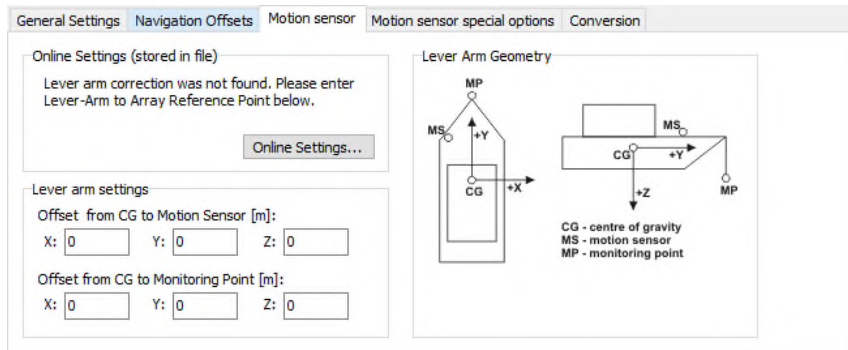 General Settings
Navigation Offsets
Motion sensor
Motion sensor special options
Conversion
Online Settings (stored in file)
Lever arm correction was not found. Please enter
Lever-Arm to Array Reference Point below.
Online Settings...
Lever arm settings
Offset from CG to Motion Sensor [m]:
X: 0 Y: 0 Z: 0
Offset from CG to Monitoring Point [m]:
X: 0 Y: 0 Z: 0
Lever Arm Geometry
MP
MS
+Y
CG
+X
MS
CG
+Y
+Z
MP
CG - centre of gravity
MS - motion sensor
MP - monitoring point